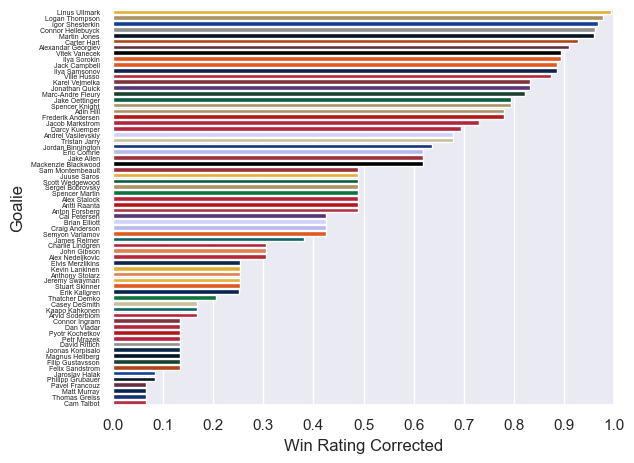 Linus Ullmark
Logan Thompson
Igor Shesterkin
Connor Hellebuyck
Martin Jones
Carter Hart
Alexandar Georgiev
Vitek Vanecek
Ilya Sorokin
Jack Campbell
Ilya Samsonov
Ville Husso
Karel Vejmelka
Jonathan Quick
Marc-Andre Fleury
Jake Oettinger
Spencer Knight
Adin Hill
Frederik Andersen
Jacob Markstrom
Darcy Kuemper
Andrei Vasilevskiy
Tristan Jarry
Jordan Binnington
Eric Comrie
Jake Allen
Mackenzie Blackwood
Sam Montembeault
Juuse Saros
Scott Wedgewood
Sergei Bobrovsky
Spencer Martin
Alex Stalock
Antti Raanta
Anton Forsberg
Cal Petersen
Brian Elliott
Craig Anderson
Semyon Varlamov
James Reimer
Charlie Lindgren
John Gibson
Alex Nedeljkovic
Elvis Merzlikins
Kevin Lankinen
Anthony Stolarz
Jeremy Swayman
Stuart Skinner
Erik Kallgren
Thatcher Demko
Casey DeSmith
Kaapo Kahkonen
Arvid Soderblom
Connor Ingram
Dan Vladar
Pyotr Kochetkov
Petr Mrazek
David Rittich
Joonas Korpisalo
Magnus Hellberg
Filip Gustavsson
Felix Sandstrom
Jaroslav Halak
Philipp Grubauer
Pavel Francouz
Matt Murray
Thomas Greiss
Cam Talbot
Goalie
0.0 0.1 0.2 0.3 0.4 0.5 0.6 0.7 0.8 0.9 1.0
Win Rating Corrected